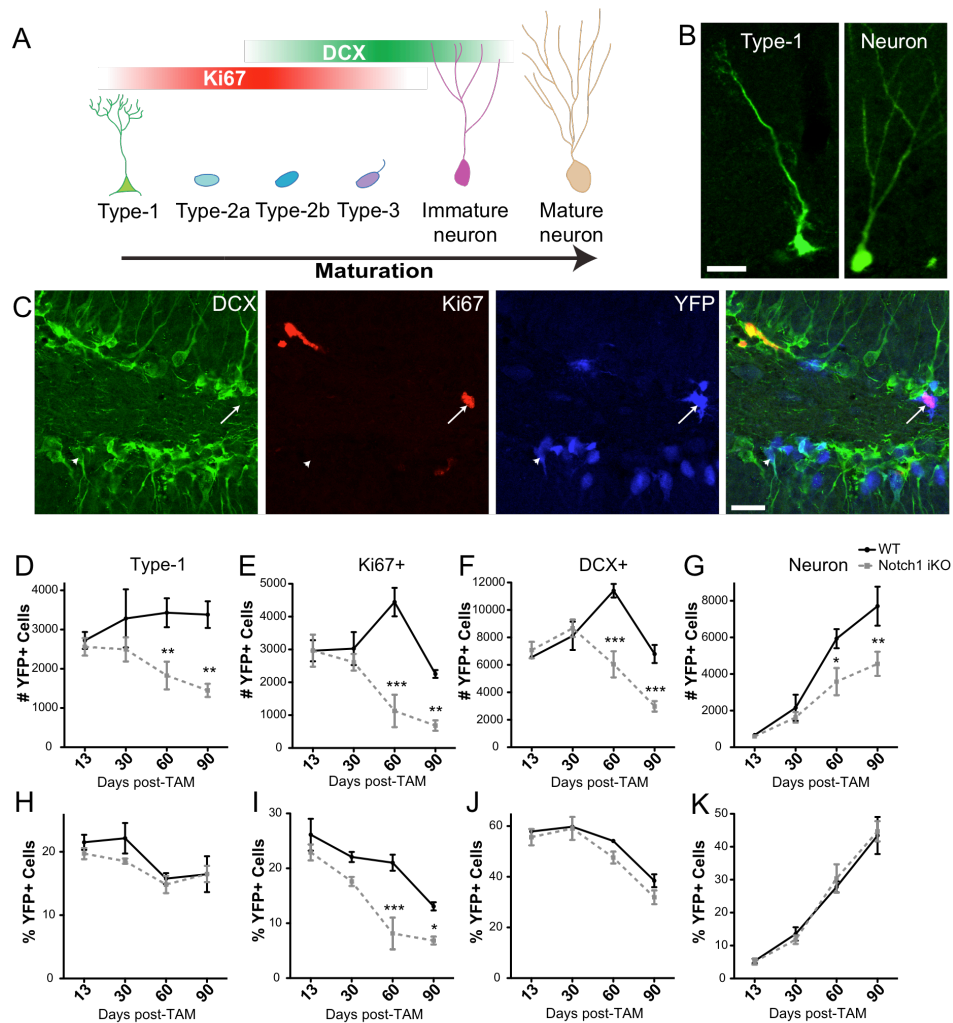 A
DCX
Ki67
Type-1
Type-2a
Type-2b
Type-3
Immature
neuron
Mature
neuron
Maturation
B
Type-1
Neuron
C
DCX
Ki67
YFP
D
Type-1
# YFP+ Cells
4000
3000
2000
1000
0
**
**
13
30
60
90
Days post-TAM
E
Ki67+
# YFP+ Cells
5000
4000
3000
2000
1000
0
***
**
13
30
60
90
Days post-TAM
F
DCX+
# YFP+ Cells
12000
10000
8000
6000
4000
2000
0
***
***
13
30
60
90
Days post-TAM
G
Neuron
WT
Notch1 iKO
# YFP+ Cells
8000
6000
4000
2000
0
*
**
13
30
60
90
Days post-TAM
H
% YFP+ Cells
20
10
0
13
30
60
90
Days post-TAM
I
% YFP+ Cells
30
20
10
0
***
*
13
30
60
90
Days post-TAM
J
% YFP+ Cells
60
40
20
0
13
30
60
90
Days post-TAM
K
% YFP+ Cells
50
40
30
20
10
0
13
30
60
90
Days post-TAM